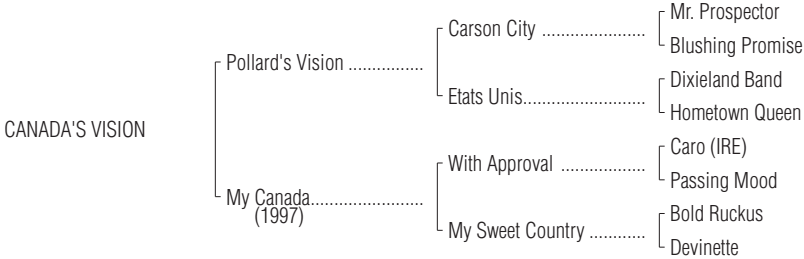 Mr. Prospector
Carson City ......................
Blushing Promise
Pollard's Vision ................
Dixieland Band
Etats Unis..........................
Hometown Queen
CANADA'S VISION
Caro (IRE)
With Approval ..................
Passing Mood
My Canada........................
(1997)
Bold Ruckus
My Sweet Country ............
Devinette